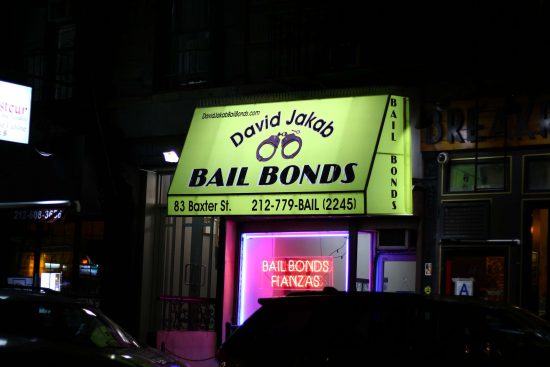 DavidJakabBailBonds.com
David Jakab
BAIL BONDS
83 Baxter St. 212-779-BAIL (2245)
BAIL BONDS
BAIL BONDS
FIANZAS
A